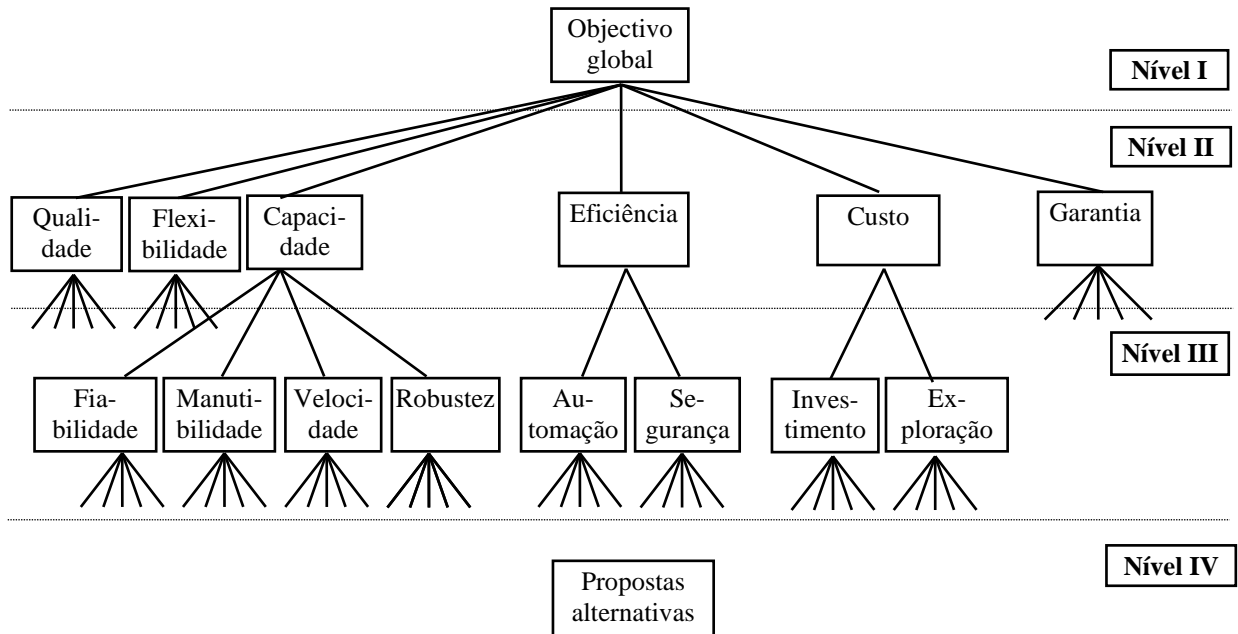 Objectivo
global
Nível I
Nível II
Quali-
dade
Flexi-
bilidade
Capaci-
dade
Eficiência
Custo
Garantia
Nível III
Fia-
bilidade
Manuti-
bilidade
Veloci-
dade
Robustez
Au-
tomação
Se-
gurança
Inves-
timento
Ex-
ploração
Nível IV
Propostas
alternativas